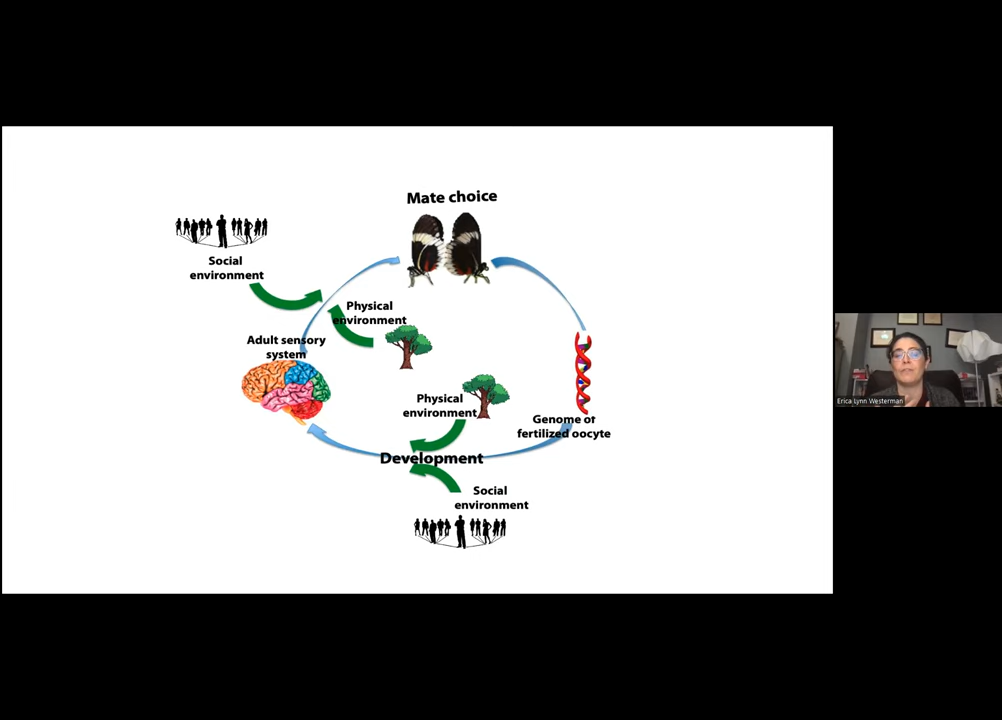 Mate choice
Social
environment
Physical
environment
Adult sensory
system
Physical
environment
Genome of
fertilized oocyte
Development
Social
environment
Erica Lynn Westerman